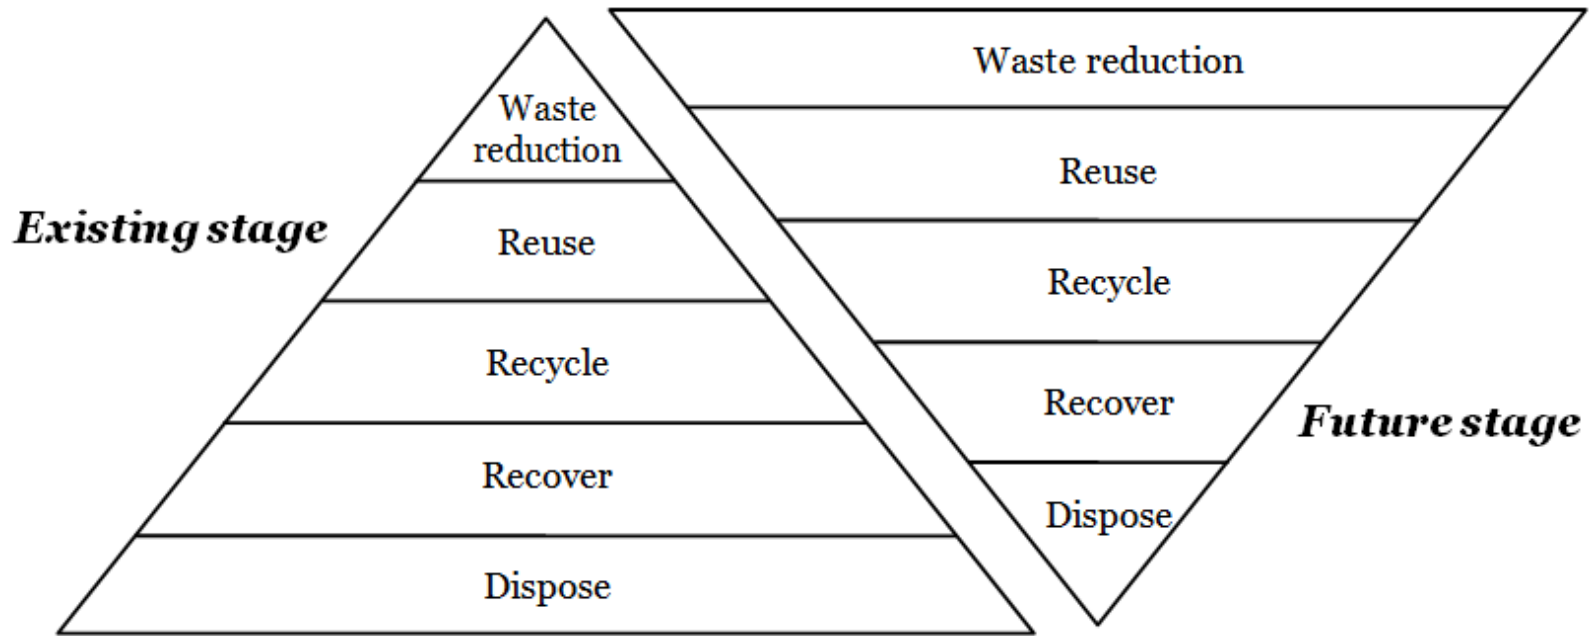 Existing stage
Waste
reduction
Reuse
Recycle
Recover
Dispose
Waste reduction
Reuse
Recycle
Recover
Dispose
Future stage